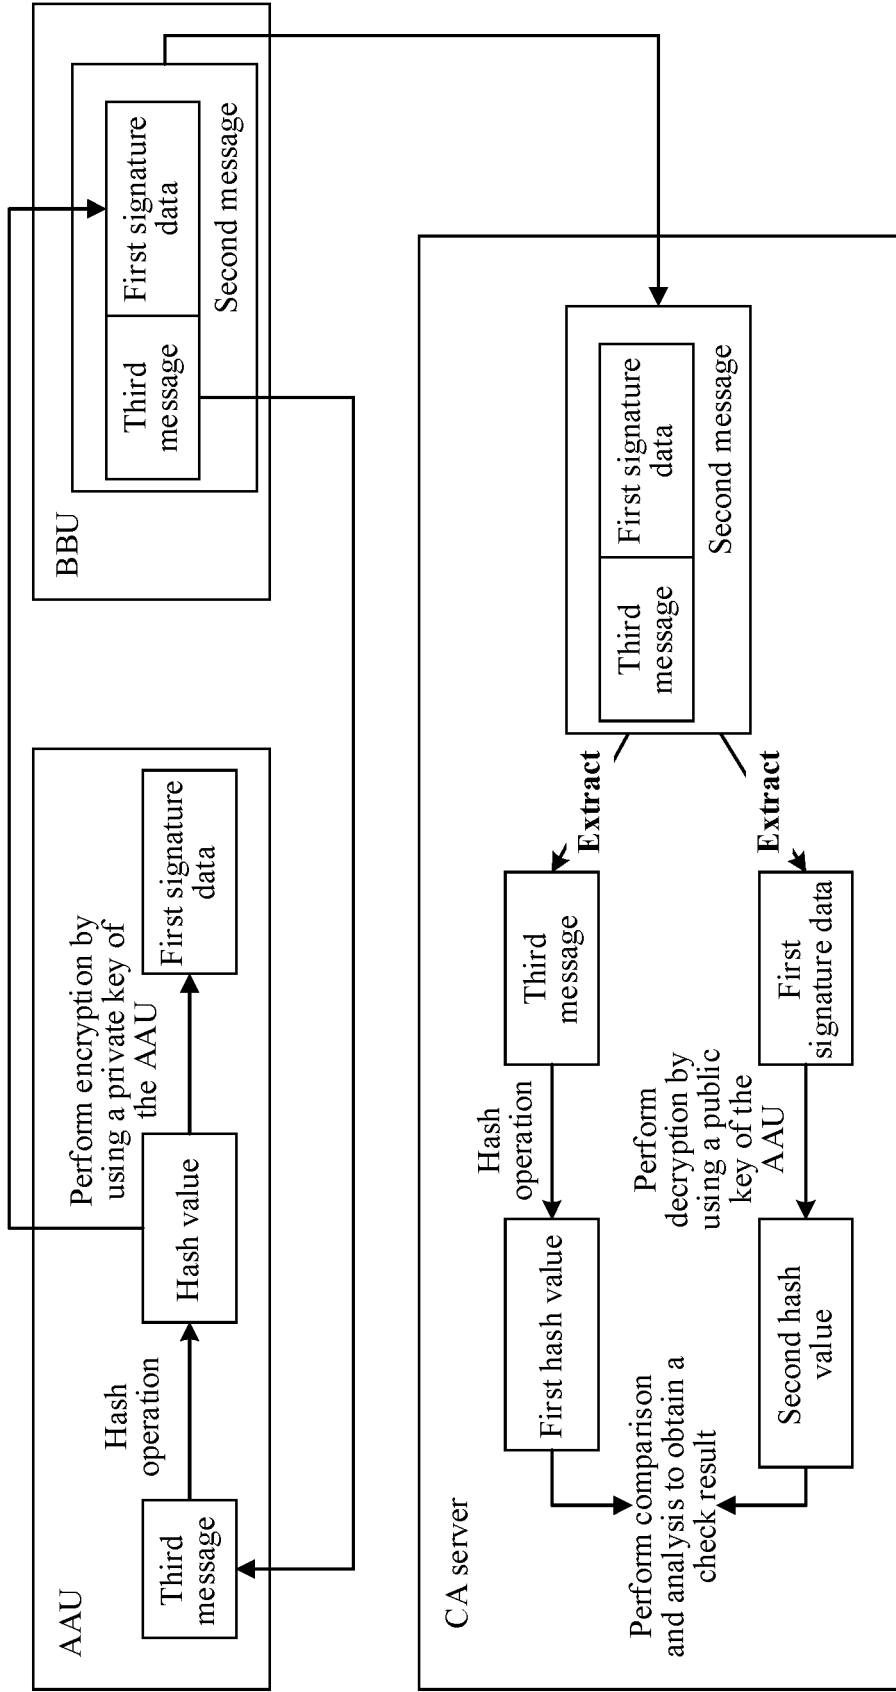 AAU
Third
message
Hash
operation
Hash value
Perform encryption by
using a private key of
the AAU
First signature
data
BBU
Third
message
First signature
data
Second message
CA server
Third
message
First signature
data
Second message
Extract
Extract
Third
message
Hash
operation
First hash value
First
signature data
Perform
decryption by
using a public
key of the
AAU
Second hash
value
Perform comparison
and analysis to obtain a
check result